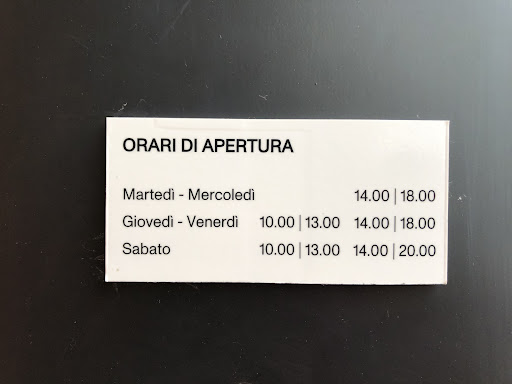 ORARI DI APERTURA
Martedì - Mercoledì 14.00 | 18.00
Giovedì - Venerdì 10.00 | 13.00 14.00 | 18.00
Sabato 10.00 | 13.00 14.00 | 20.00